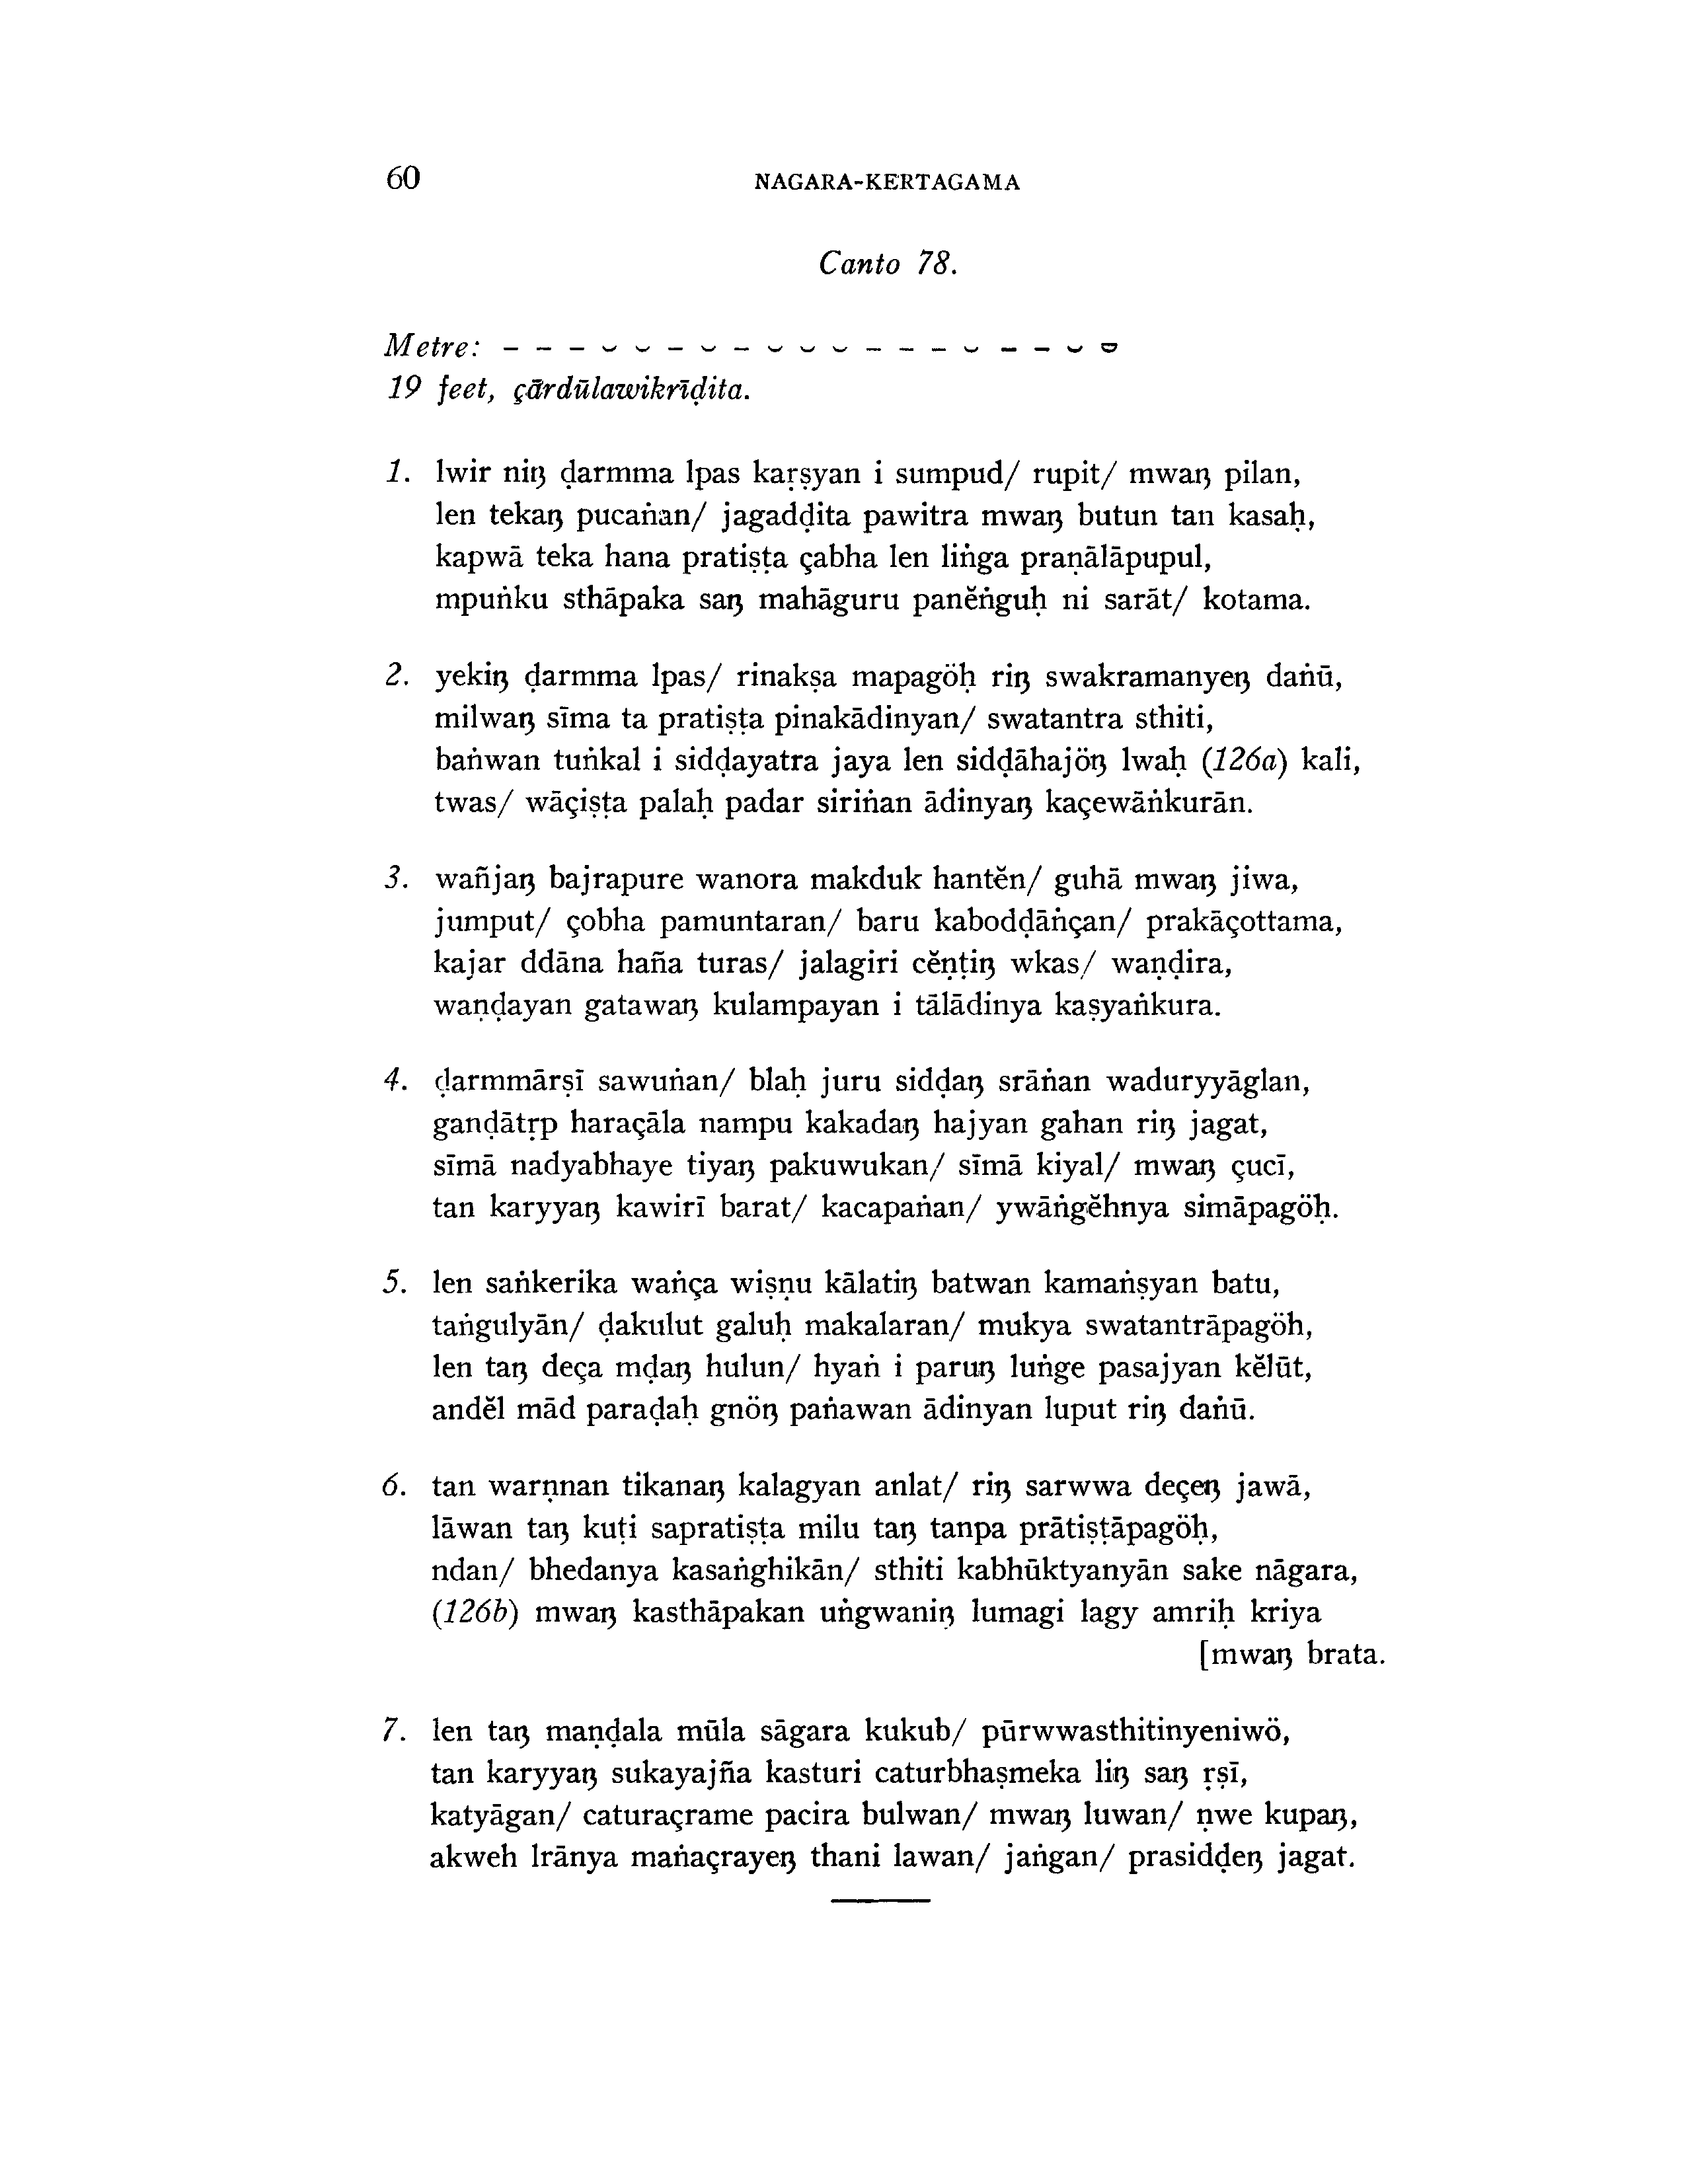 60 NAGARA-KERTAGAMA
Canto 78.
Metre: – – – ⏑ ⏑ – ⏑ – ⏑ ⏑ ⏑ – – – ⏑ – – ⏑ ⏓
19 feet, çārdūlawikrīḍita.
1. lwir niŋ ḍarmma lpas karṣyan i sumpud/ rupit/ mwaŋ pilan,
len tekaŋ pucaṅan/ jagadḍita pawitra mwaŋ butun tan kasaḥ,
kapwā teka hana pratiṣṭa çabha len liṅga praṇālāpupul,
mpuṅku sthāpaka saŋ mahāguru panĕṅguḥ ni sarāt/ kotama.
2. yekiŋ ḍarmma lpas/ rinakṣa mapagöḥ riŋ swakramanyeŋ daṅū,
milwaŋ sīma ta pratiṣṭa pinakādinyan/ swatantra sthiti,
baṅwan tuṅkal i sidḍayatra jaya len sidḍāhajöŋ lwaḥ (126a) kali,
twas/ wāçiṣṭa palaḥ padar siriṅan ādinyaŋ kaçewāṅkurān.
3. wañjaŋ bajrapure wanora makduk hantĕn/ guhā mwaŋ jiwa,
jumput/ çobha pamuntaran/ baru kabodḍāṅçan/ prakāçottama,
kajar ddāna haña turas/ jalagiri cĕṇṭiŋ wkas/ waṇḍira,
waṇḍayan gatawaŋ kulampayan i tālādinya kaṣyaṅkura.
4. ḍarmmārṣī sawuṅan/ blaḥ juru sidḍaŋ srāṅan waduryyāglan,
ganḍātṛp haraçāla nampu kakadaŋ hajyan gahan riŋ jagat,
sīmā nadyabhaye tiyaŋ pakuwukan/ sīmā kiyal/ mwaŋ çucī,
tan karyyaŋ kawirī barat/ kacapaṅan/ ywāṅgĕhnya simāpagöḥ.
5. len saṅkerika waṅça wiṣṇu kālatiŋ batwan kamaṅṣyan batu,
taṅgulyān/ ḍakulut galuḥ makalaran/ mukya swatantrāpagöh,
len taŋ deça mḍaŋ hulun/ hyaṅ i paruŋ luṅge pasajyan kĕlūt,
andĕl mād paraḍaḥ gnöŋ paṅawan ādinyan luput riŋ daṅū.
6. tan warṇnan tikanaŋ kalagyan anlat/ riŋ sarwwa deçeŋ jawā,
lāwan taŋ kuṭi sapratiṣṭa milu taŋ tanpa prātiṣṭāpagöḥ,
ndan/ bhedanya kasaṅghikān/ sthiti kabhūktyanyān sake nāgara,
(126b) mwaŋ kasthāpakan uṅgwaniŋ lumagi lagy amriḥ kriya
[mwaŋ brata.
7. len taŋ maṇḍala mūla sāgara kukub/ pūrwwasthitinyeniwö,
tan karyyaŋ sukayajña kasturi caturbhaṣmeka liŋ saŋ ṛṣī,
katyāgan/ caturaçrame pacira bulwan/ mwaŋ luwan/ ṇwe kupaŋ,
akweh lrānya maṅaçrayeŋ thani lawan/ jaṅgan/ prasidḍeŋ jagat.